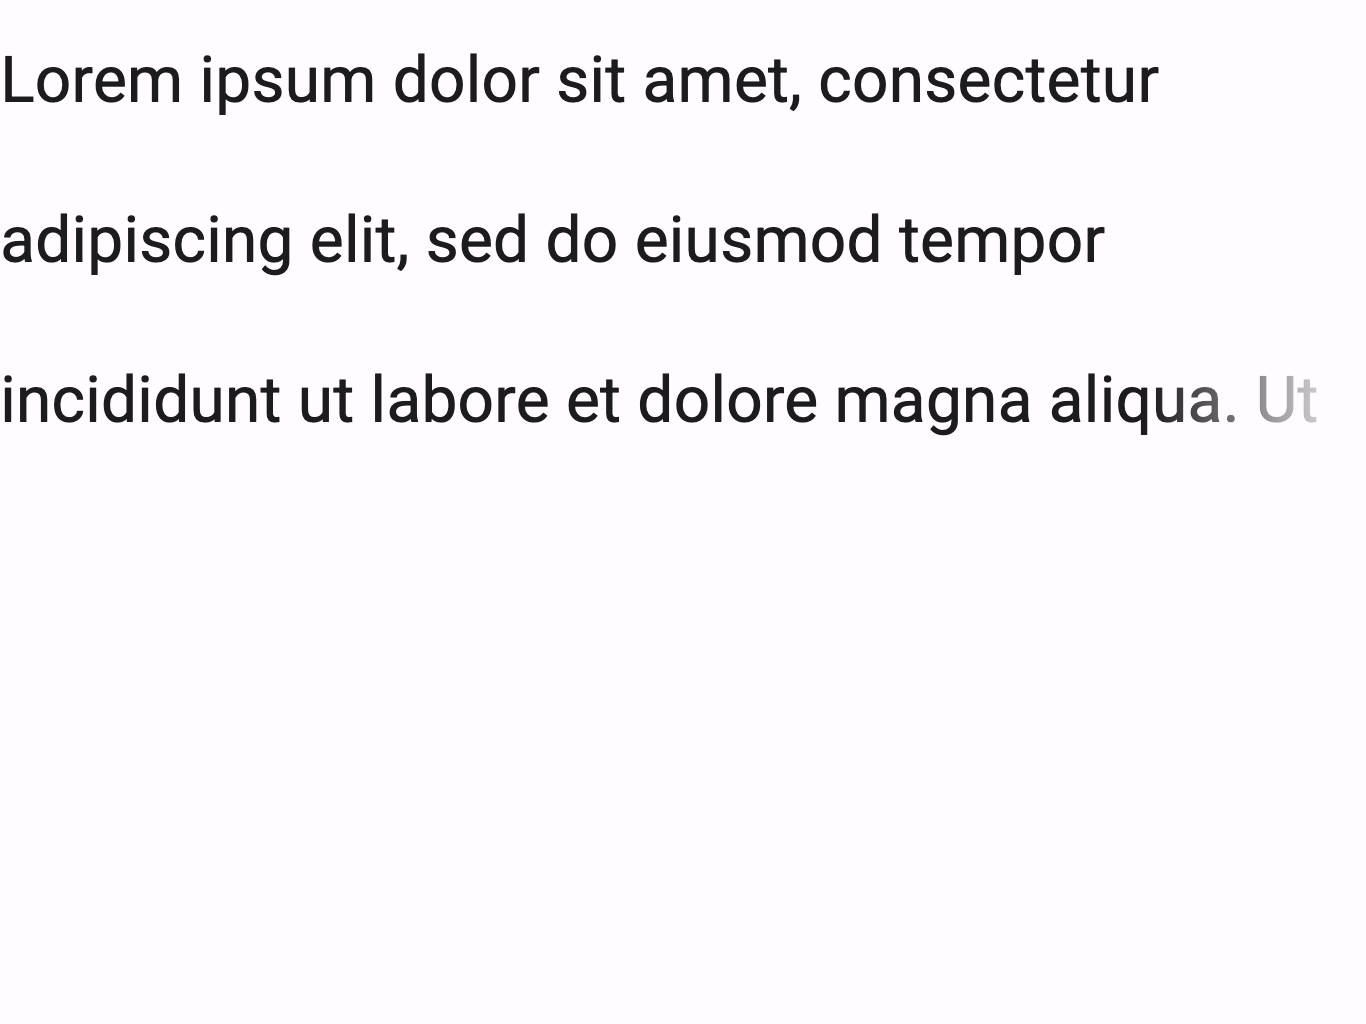 Lorem ipsum dolor sit amet, consectetur
adipiscing elit, sed do eiusmod tempor
incididunt ut labore et dolore magna aliqua. Ut